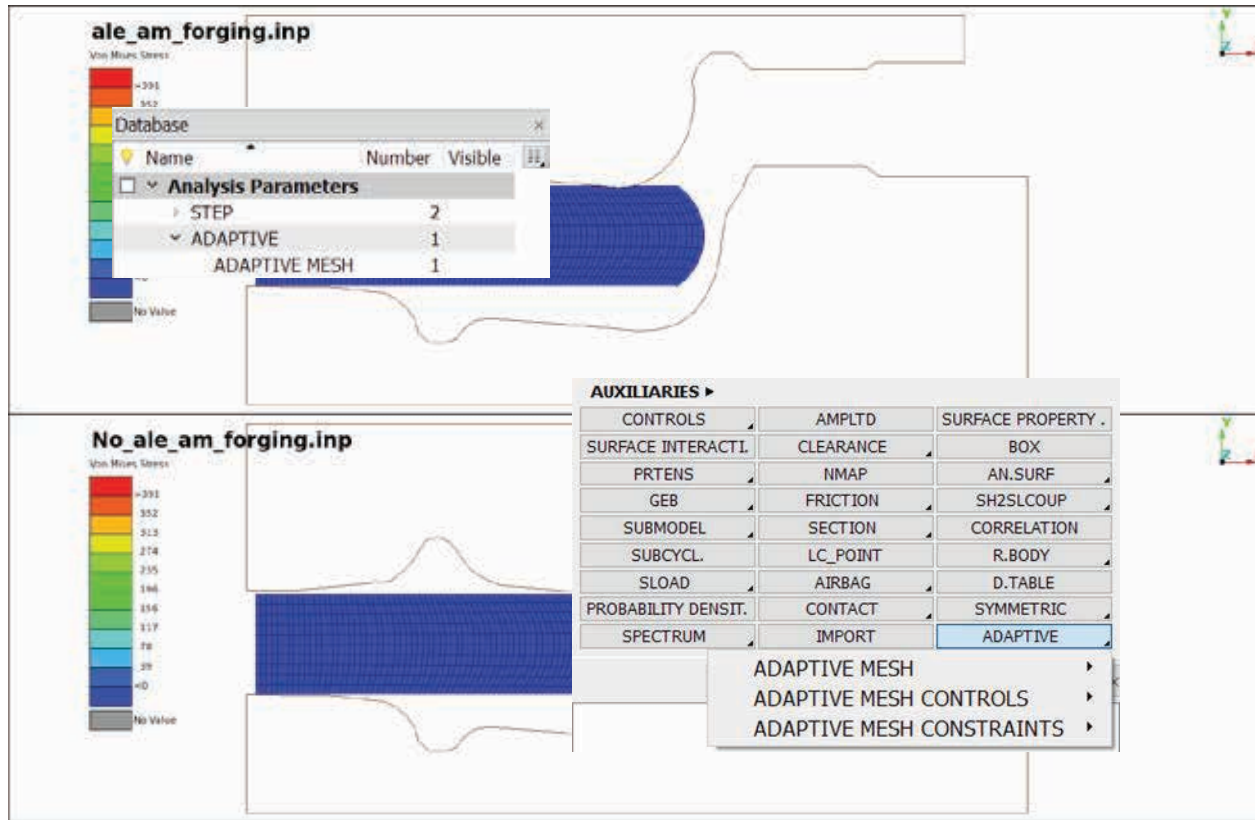 ale_am_forging.inp
Von Mises Stress
>391
352
Database
Name Number Visible
Analysis Parameters
STEP 2
ADAPTIVE 1
ADAPTIVE MESH 1
No Value
Y
Z
No_ale_am_forging.inp
Von Mises Stress
>391
352
313
274
235
196
156
117
78
39
<0
No Value
Y
Z
AUXILIARIES
CONTROLS AMPLTD SURFACE PROPERTY .
SURFACE INTERACTI. CLEARANCE BOX
PRTENS NMAP AN.SURF
GEB FRICTION SH2SLCOUP
SUBMODEL SECTION CORRELATION
SUBCYCL. LC_POINT R.BODY
SLOAD AIRBAG D.TABLE
PROBABILITY DENSIT. CONTACT SYMMETRIC
SPECTRUM IMPORT ADAPTIVE
ADAPTIVE MESH
ADAPTIVE MESH CONTROLS
ADAPTIVE MESH CONSTRAINTS